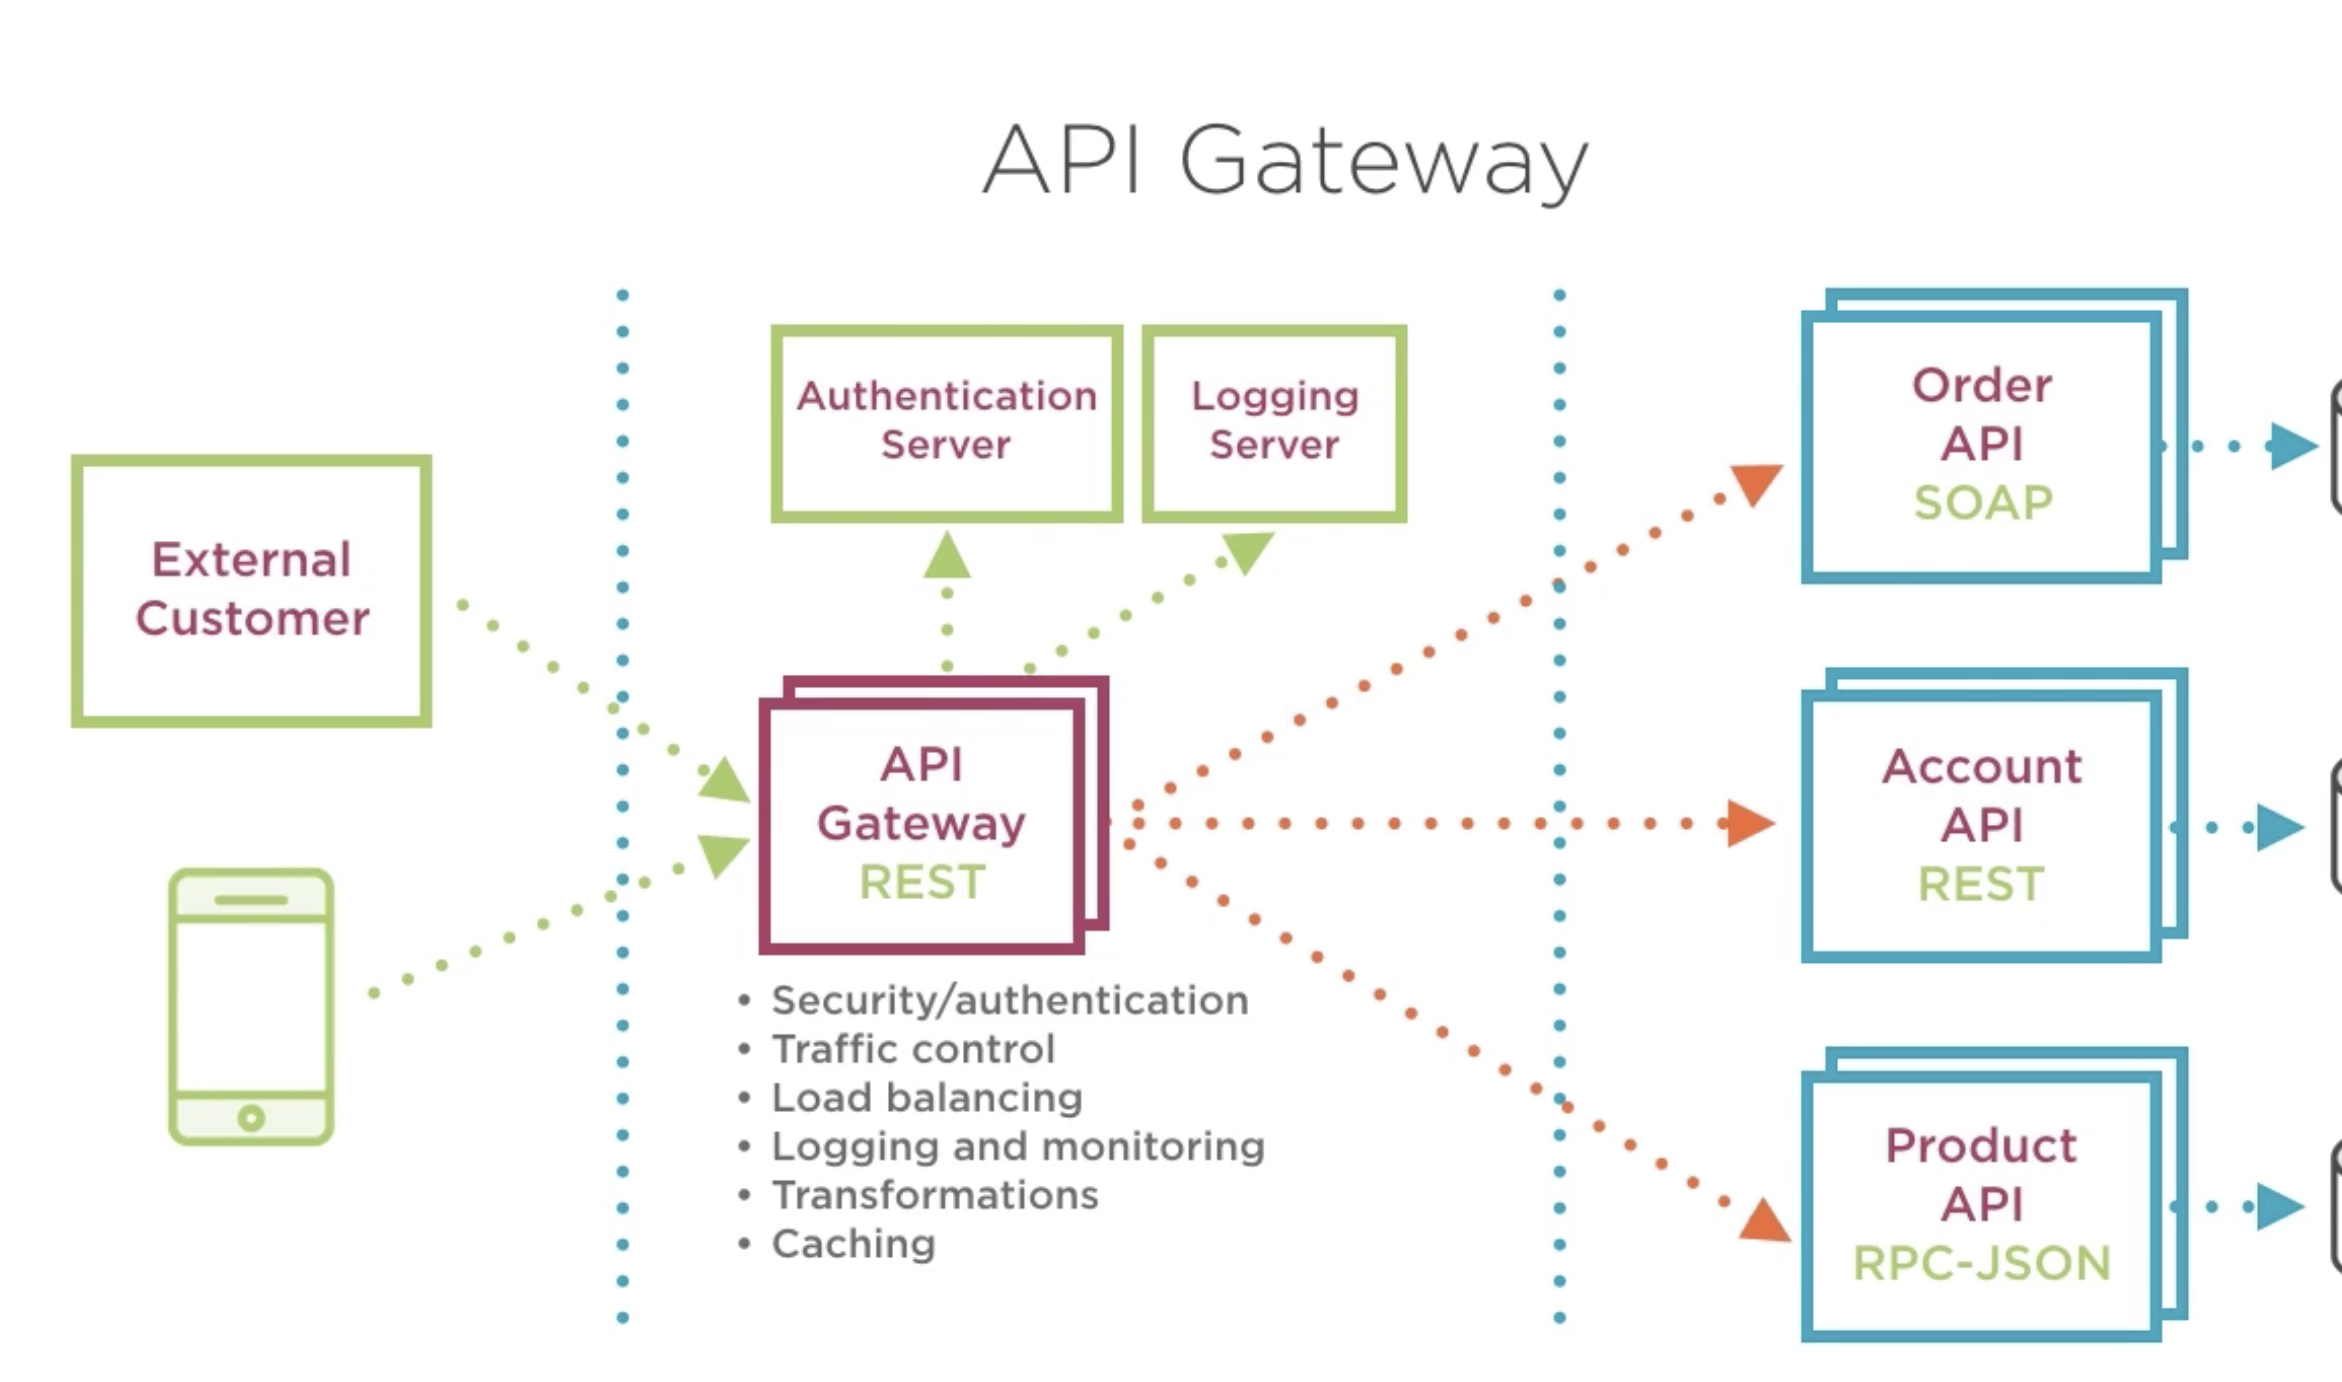 API Gateway
External
Customer
Authentication
Server
Logging
Server
API
Gateway
REST
• Security/authentication
• Traffic control
• Load balancing
• Logging and monitoring
• Transformations
• Caching
Order
API
SOAP
Account
API
REST
Product
API
RPC-JSON